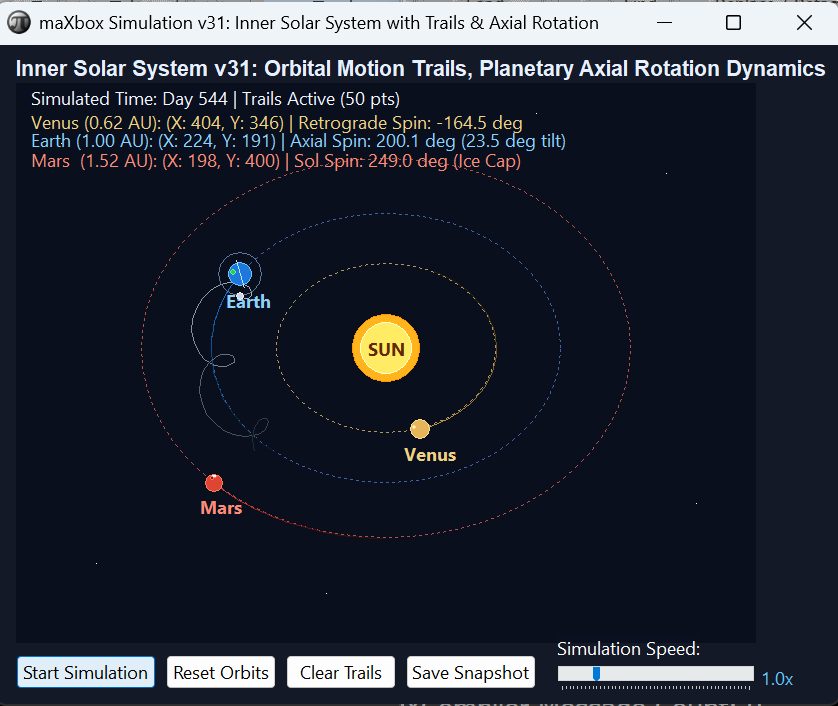 maXbox Simulation v31: Inner Solar System with Trails & Axial Rotation
Inner Solar System v31: Orbital Motion Trails, Planetary Axial Rotation Dynamics
Simulated Time: Day 544 | Trails Active (50 pts)
Venus (0.62 AU): (X: 404, Y: 346) | Retrograde Spin: -164.5 deg
Earth (1.00 AU): (X: 224, Y: 191) | Axial Spin: 200.1 deg (23.5 deg tilt)
Mars  (1.52 AU): (X: 198, Y: 400) | Sol Spin: 249.0 deg (Ice Cap)
Earth
SUN
Venus
Mars
Simulation Speed:
Start Simulation
Reset Orbits
Clear Trails
Save Snapshot
1.0x